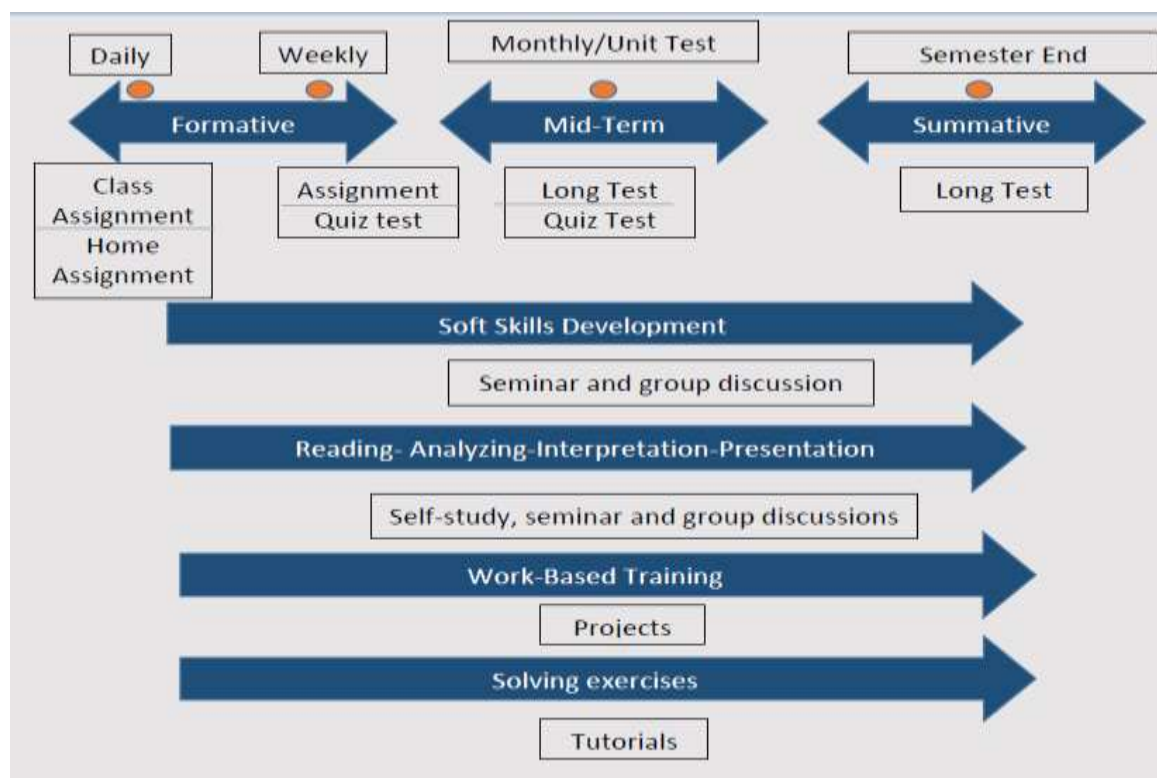 Daily
Weekly
Monthly/Unit Test
Semester End
Formative
Mid-Term
Summative
Class
Assignment
Home
Assignment
Assignment
Quiz test
Long Test
Quiz Test
Long Test
Soft Skills Development
Seminar and group discussion
Reading- Analyzing-Interpretation-Presentation
Self-study, seminar and group discussions
Work-Based Training
Projects
Solving exercises
Tutorials